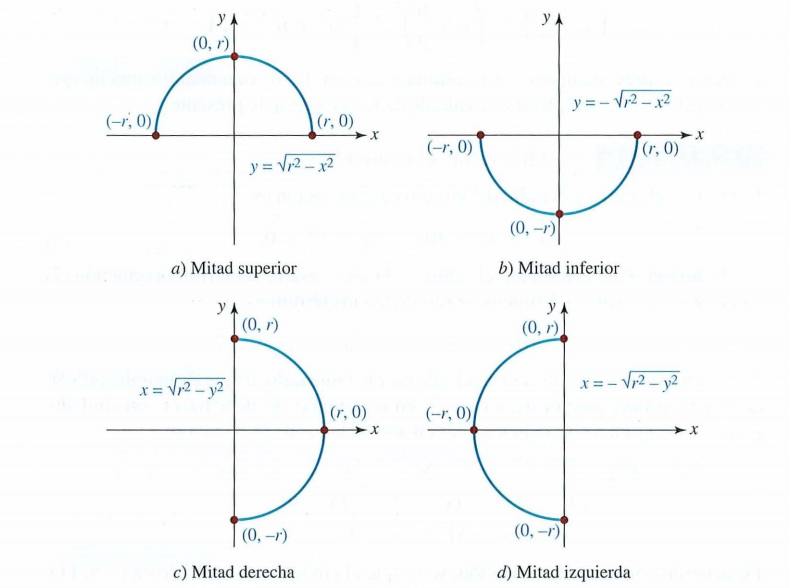 y
(0, r)
(−r, 0)
(r, 0)
x
y = √r² − x²
a) Mitad superior
y
y = − √r² − x²
x
(−r, 0)
(r, 0)
(0, −r)
b) Mitad inferior
y
(0, r)
x = √r² − y²
(r, 0)
x
(0, −r)
c) Mitad derecha
y
(0, r)
x = − √r² − y²
(−r, 0)
x
(0, −r)
d) Mitad izquierda